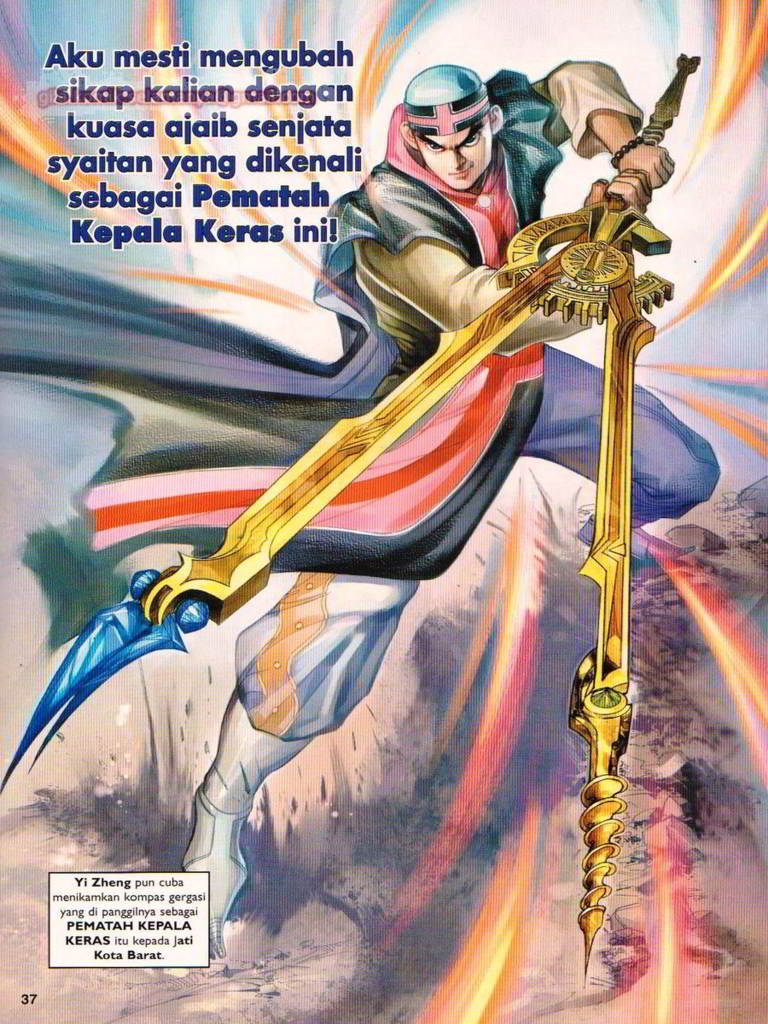 Aku mesti mengubah
sikap kalian dengan
kuasa ajaib senjata
syaitan yang dikenali
sebagai Pematah
Kepala Keras ini!
Yi Zheng pun cuba
menikamkan kompas gergasi
yang di panggilnya sebagai
PEMATAH KEPALA
KERAS itu kepada Jati
Kota Barat.
37